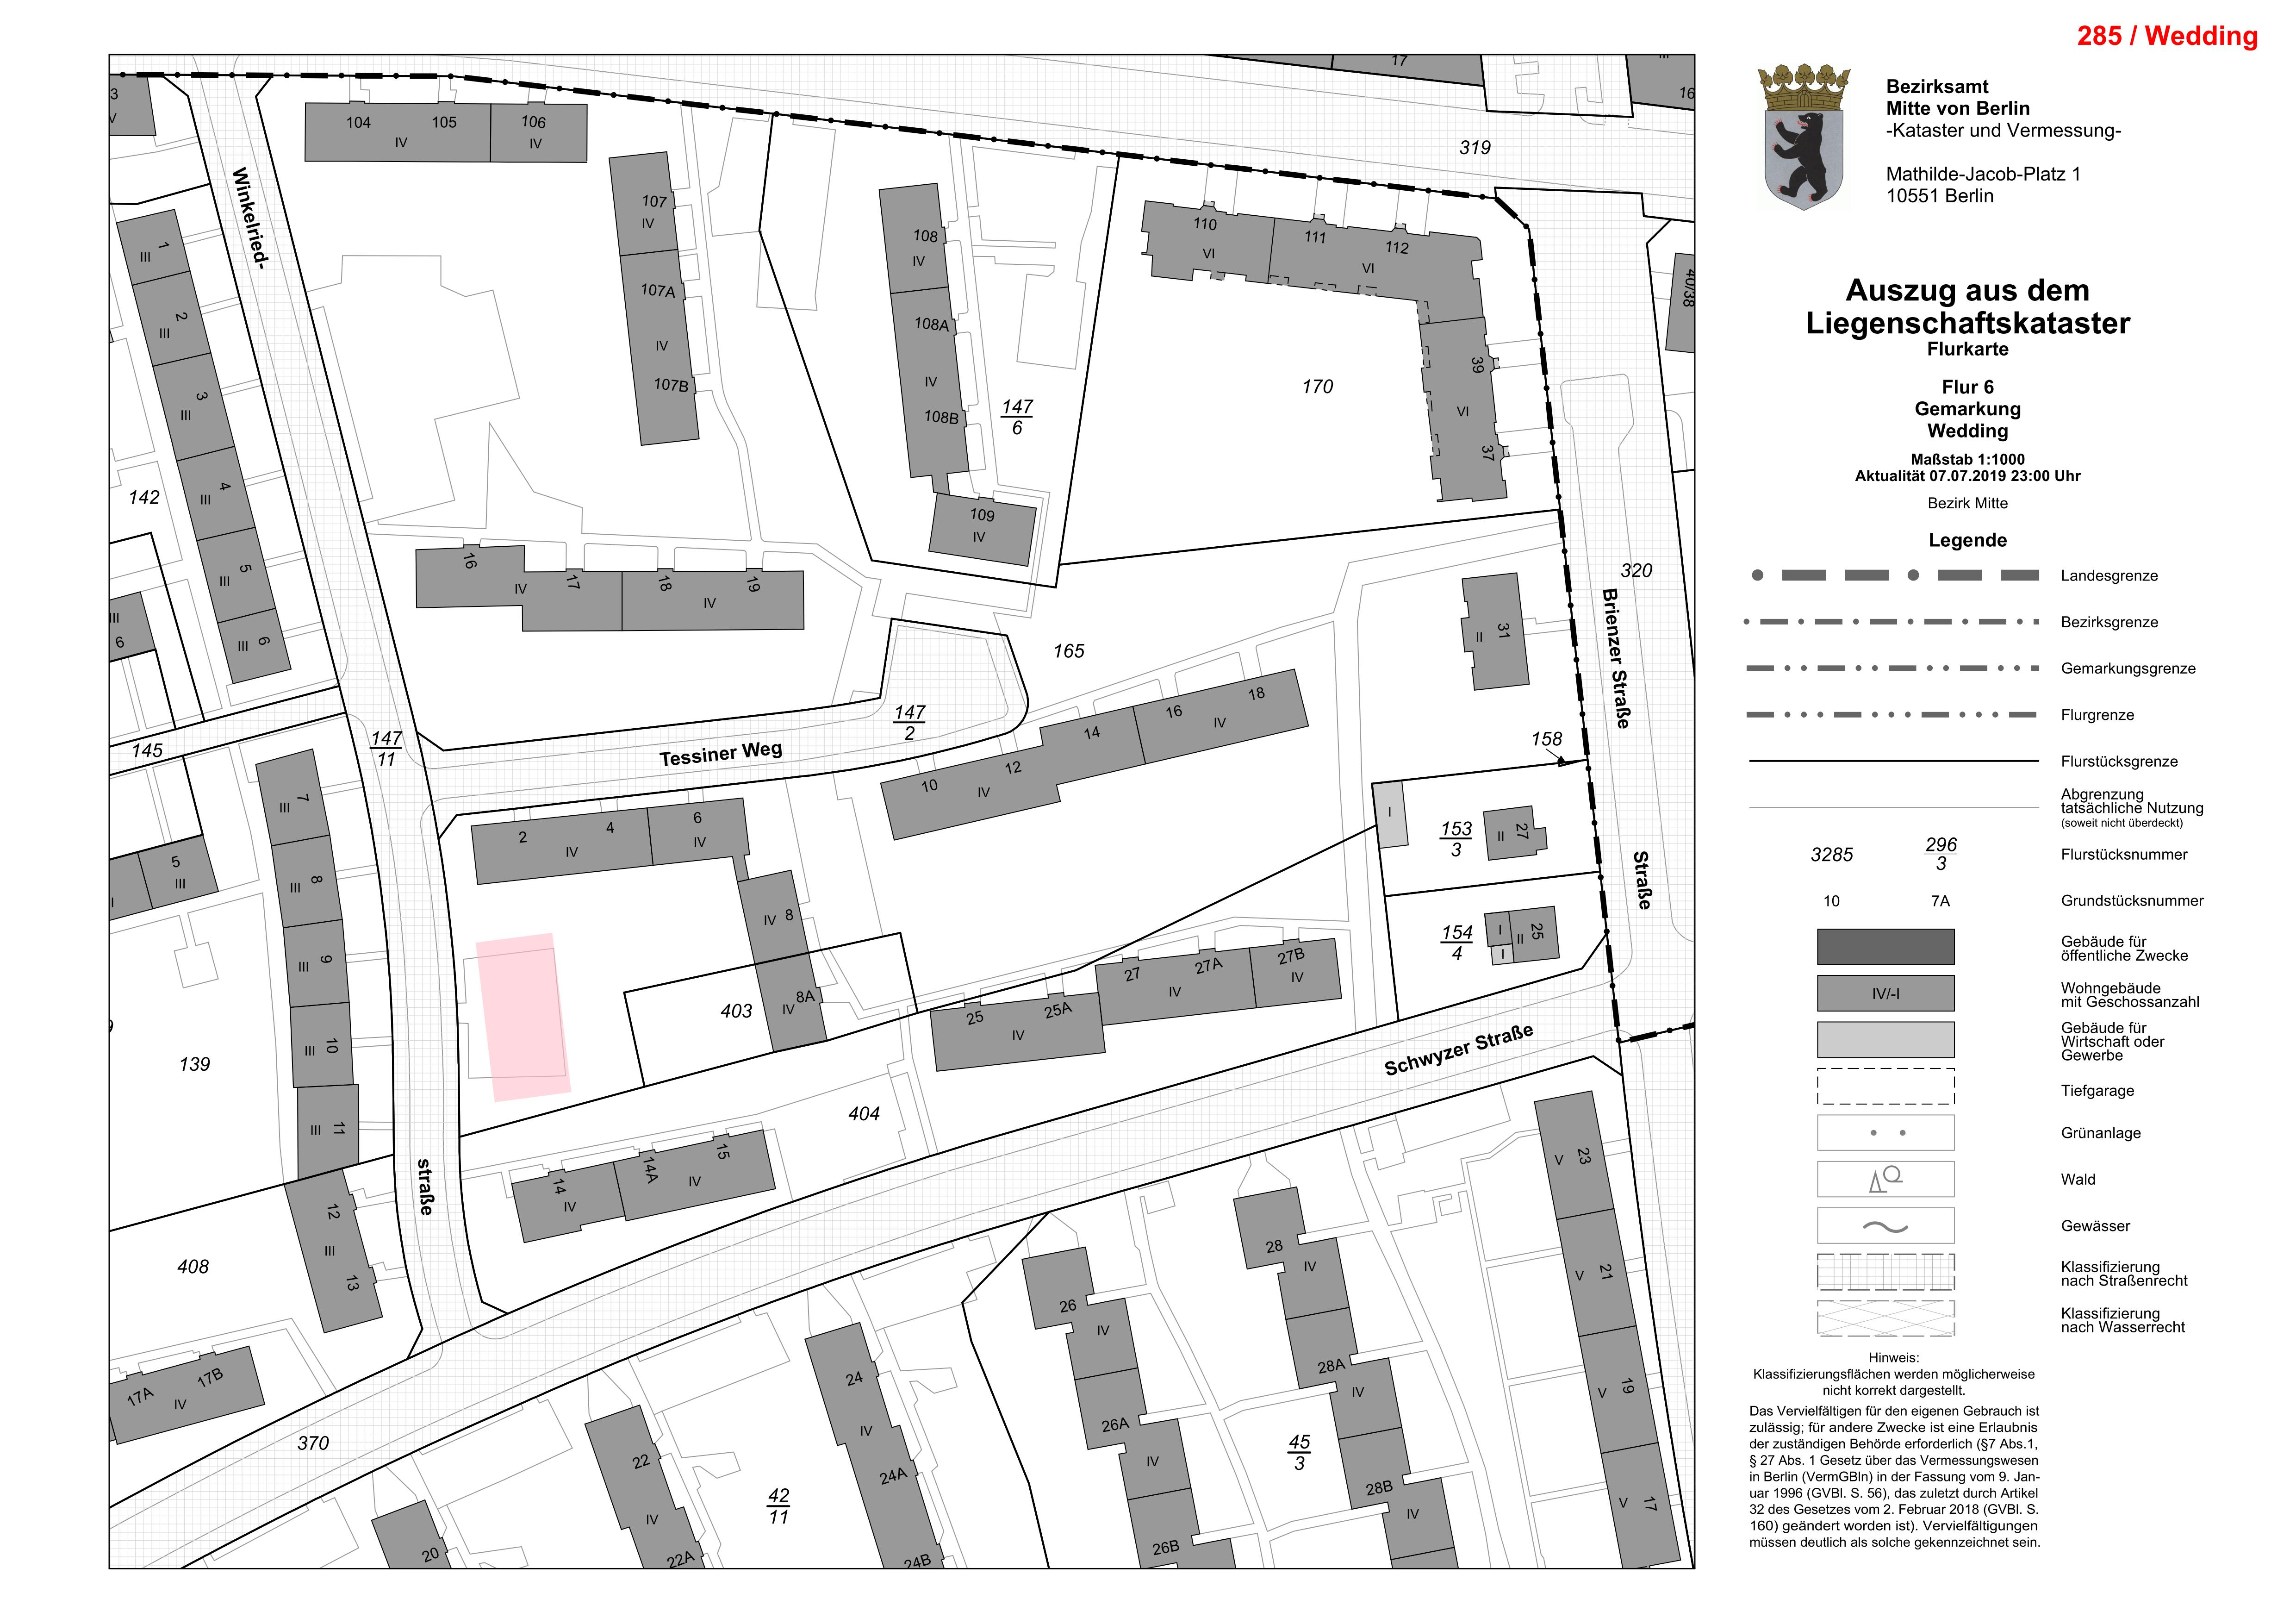 285 / Wedding
Bezirksamt
Mitte von Berlin
-Kataster und Vermessung-
Mathilde-Jacob-Platz 1
10551 Berlin
Auszug aus dem
Liegenschaftskataster
Flurkarte
Flur 6
Gemarkung
Wedding
Maßstab 1:1000
Aktualität 07.07.2019 23:00 Uhr
Bezirk Mitte
Legende
Landesgrenze
Bezirksgrenze
Gemarkungsgrenze
Flurgrenze
Flurstücksgrenze
Abgrenzung
tatsächliche Nutzung
(soweit nicht überdeckt)
3285 296/3 Flurstücksnummer
10 7A Grundstücksnummer
Gebäude für
öffentliche Zwecke
IV/-I Wohngebäude
mit Geschossanzahl
Gebäude für
Wirtschaft oder
Gewerbe
Tiefgarage
Grünanlage
Wald
Gewässer
Klassifizierung
nach Straßenrecht
Klassifizierung
nach Wasserrecht
Hinweis:
Klassifizierungsflächen werden möglicherweise
nicht korrekt dargestellt.
Das Vervielfältigen für den eigenen Gebrauch ist
zulässig; für andere Zwecke ist eine Erlaubnis
der zuständigen Behörde erforderlich (§7 Abs.1,
§ 27 Abs. 1 Gesetz über das Vermessungswesen
in Berlin (VermGBln) in der Fassung vom 9. Jan-
uar 1996 (GVBl. S. 56), das zuletzt durch Artikel
32 des Gesetzes vom 2. Februar 2018 (GVBl. S.
160) geändert worden ist). Vervielfältigungen
müssen deutlich als solche gekennzeichnet sein.
17
16
3
104 105 106
IV IV
319
Winkelried-
107
IV
107A
IV
107B
108
IV
108A
IV
108B
147/6
109
IV
110 111 112
VI VI
170
39
VI
37
40/38
1 III
2 III
3 III
4 III
5 III
6 III
142
III
6
16 17 18 19
IV IV
320
Brienzer Straße
31
II
165
147/2
147/11
145
Tessiner Weg
10 12 14 16 18
IV IV
158
I
153/3
II 27
Straße
154/4
I II 25
I
2 4 6
IV IV
IV 8
IV 8A
403
7 III
8 III
9 III
10 III
11 III
5
III
139
25 25A 27 27A 27B
IV IV IV
Schwyzer Straße
404
14 14A 15
IV IV
straße
12
III
13
408
17A 17B
IV
370
20
22
IV
22A
24
IV
24A
24B
42/11
26
IV
26A
IV
26B
28
IV
28A
IV
28B
IV
45/3
V 23
V 21
V 19
V 17